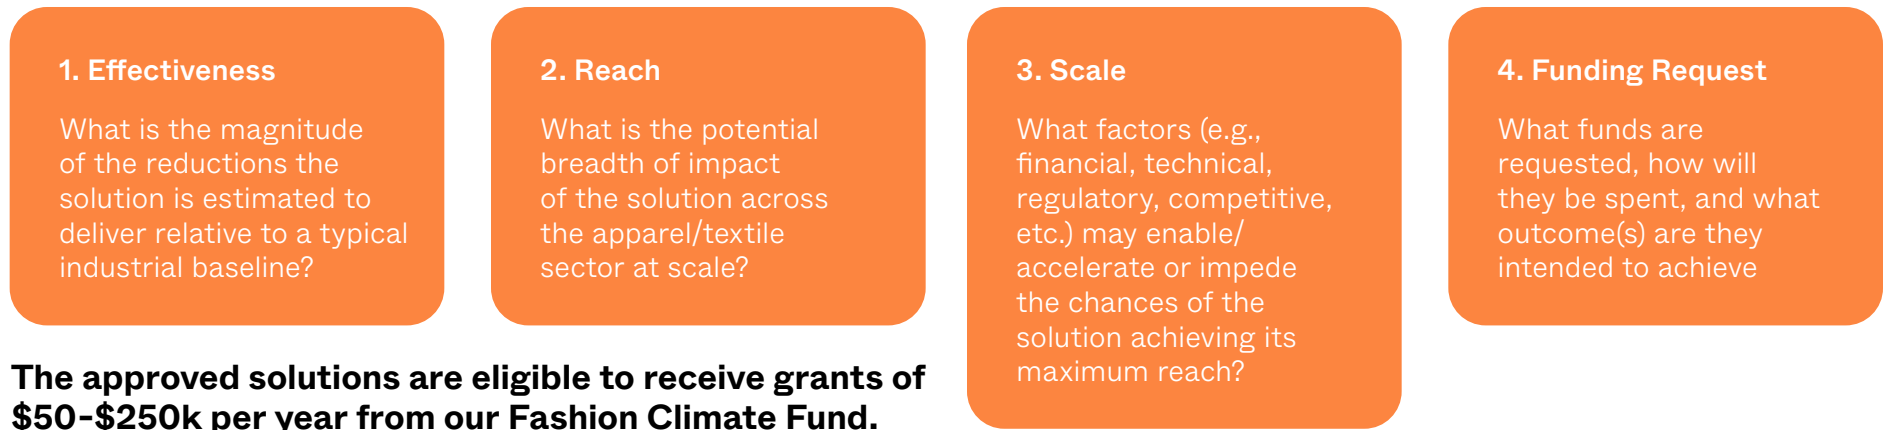 1. Effectiveness
What is the magnitude
of the reductions the
solution is estimated to
deliver relative to a typical
industrial baseline?
2. Reach
What is the potential
breadth of impact
of the solution across
the apparel/textile
sector at scale?
3. Scale
What factors (e.g.,
financial, technical,
regulatory, competitive,
etc.) may enable/
accelerate or impede
the chances of the
solution achieving its
maximum reach?
4. Funding Request
What funds are
requested, how will
they be spent, and what
outcome(s) are they
intended to achieve
The approved solutions are eligible to receive grants of
$50-$250k per year from our Fashion Climate Fund.